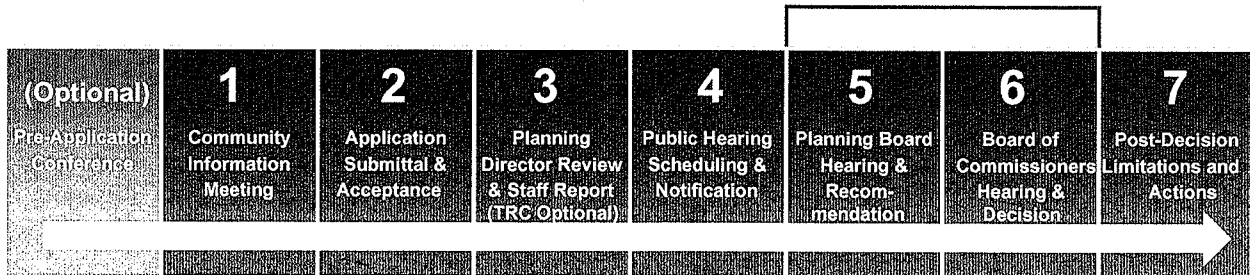 (Optional)
Pre-Application
Conference
1
Community
Information
Meeting
2
Application
Submittal &
Acceptance
3
Planning
Director Review
& Staff Report
(TRC Optional)
4
Public Hearing
Scheduling &
Notification
5
Planning Board
Hearing &
Recom-
mendation
6
Board of
Commissioners
Hearing &
Decision
7
Post-Decision
Limitations and
Actions